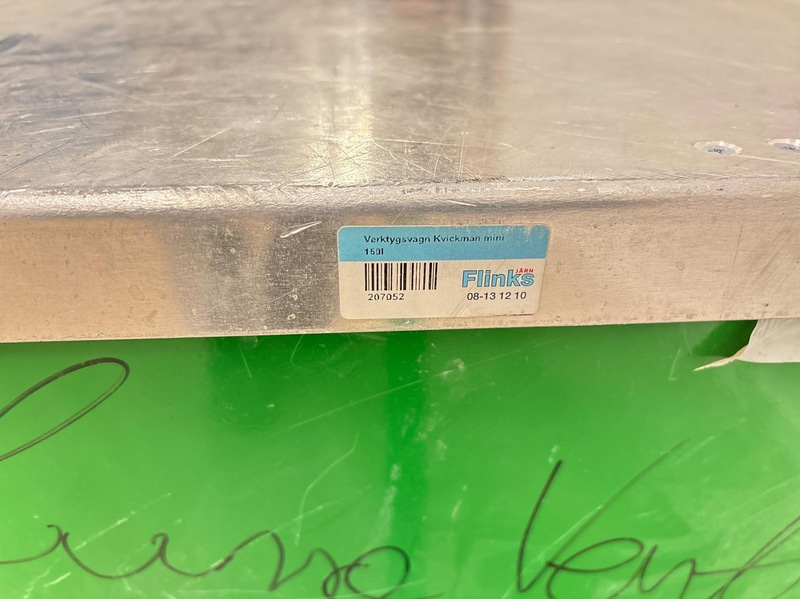 Verktygsvagn Kvickman mini
150l
JÄRN
Flinks
207052
08-13 12 10